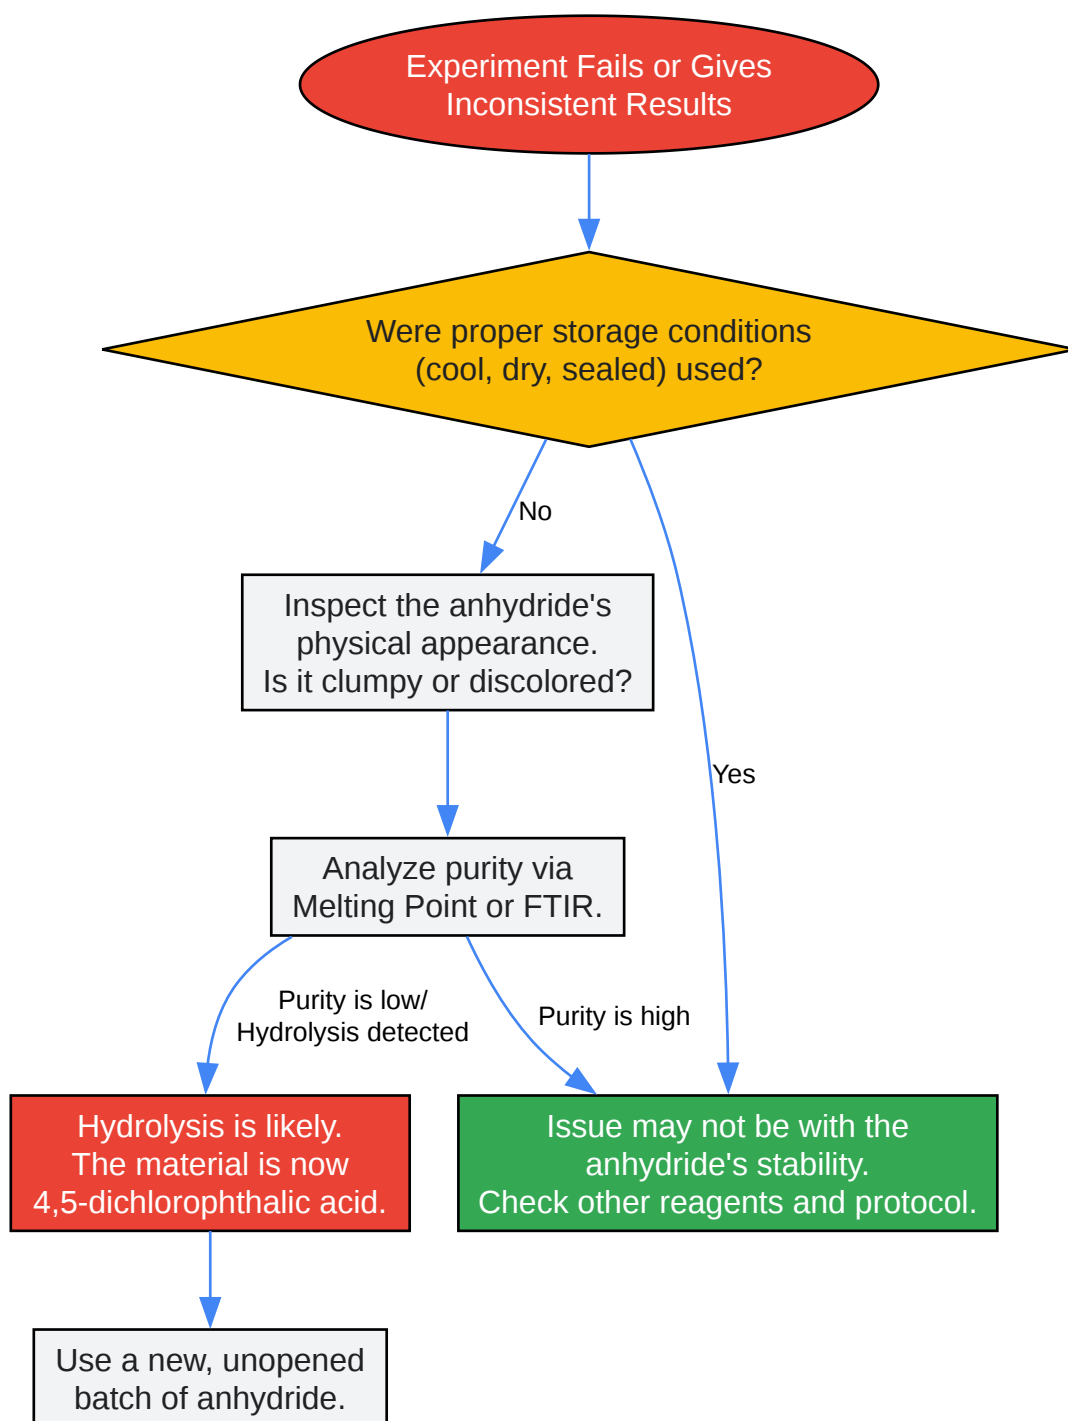 Experiment Fails or Gives
Inconsistent Results
Were proper storage conditions
(cool, dry, sealed) used?
No
Inspect the anhydride's
physical appearance.
Is it clumpy or discolored?
Yes
Analyze purity via
Melting Point or FTIR.
Purity is low/
Hydrolysis detected
Purity is high
Hydrolysis is likely.
The material is now
4,5-dichlorophthalic acid.
Issue may not be with the
anhydride's stability.
Check other reagents and protocol.
Use a new, unopened
batch of anhydride.